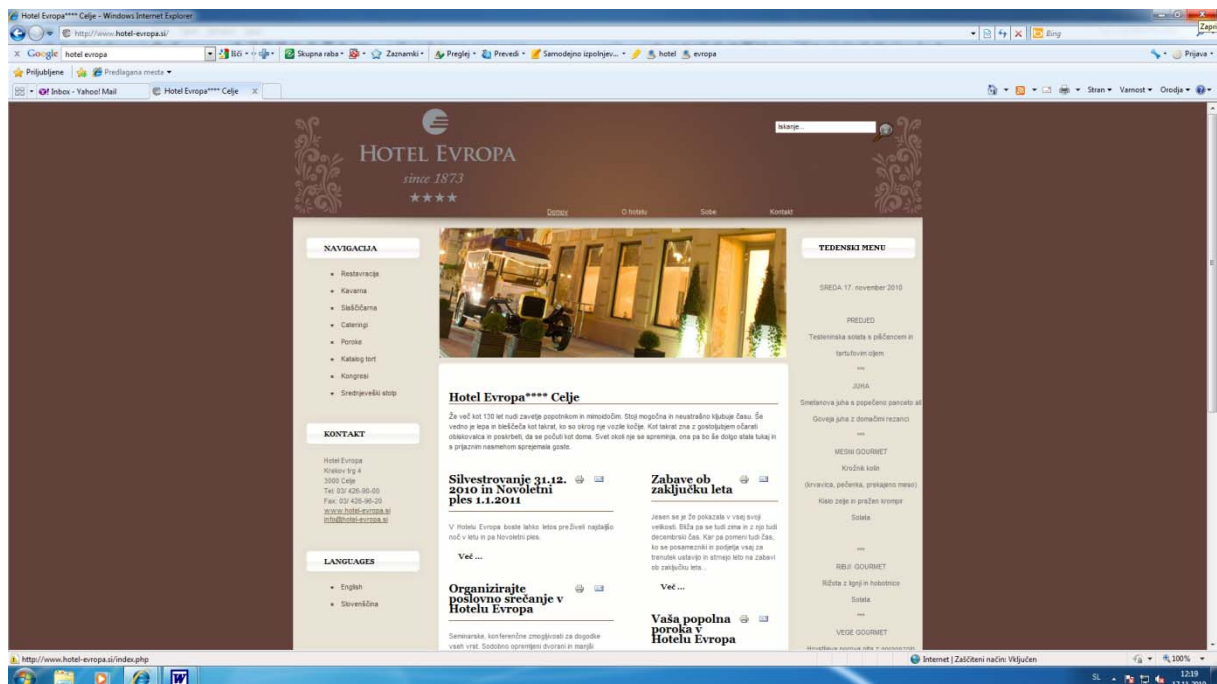 Hotel Evropa**** Celje - Windows Internet Explorer
Zapri
http://www.hotel-evropa.si/
Bing
x Google hotel evropa Išči Skupna raba Zaznamki Preglej Prevedi Samodejno izpolnjev... hotel evropa Prijava
Priljubljene Predlagana mesta
Inbox - Yahoo! Mail Hotel Evropa**** Celje x Stran Varnost Orodja
HOTEL EVROPA
since 1873
Iskanje...
Domov O hotelu Sobe Kontakt
NAVIGACIJA
Restavracija
Kavarna
Slaščičarna
Cateringi
Poroke
Katalog tort
Kongresi
Srednjeveški stolp
KONTAKT
Hotel Evropa
Krekov trg 4
3000 Celje
Tel: 03/ 426-90-00
Fax: 03/ 426-96-20
www.hotel-evropa.si
info@hotel-evropa.si
LANGUAGES
English
Slovenščina
Hotel Evropa**** Celje
Že več kot 130 let nudi zavetje popotnikom in mimoidočim. Stoji mogočna in neustrašno kljubuje času. Še
vedno je lepa in bleščeča kot takrat, ko so okrog nje vozile kočije. Kot takrat zna z gostoljubjem očarati
obiskovalca in poskrbeti, da se počuti kot doma. Svet okoli nje se spreminja, ona pa bo še dolgo stala tukaj in
s prijaznim nasmehom sprejemala goste.
Silvestrovanje 31.12.
2010 in Novoletni
ples 1.1.2011
V Hotelu Evropa boste lahko letos preživeli najdaljšo
noč v letu in pa Novoletni ples.
Več ...
Organizirajte
poslovno srečanje v
Hotelu Evropa
Seminarske, konferenčne zmogljivosti za dogodke
vseh vrst. Sodobno opremljeni dvorani in manjši
Zabave ob
zaključku leta
Jesen se je že pokazala v vsej svoji
velikosti. Bliža pa se tudi zima in z njo tudi
decembrski čas. Kar pa pomeni tudi čas,
ko se posamezniki in podjetja vsaj za
trenutek ustavijo in strnejo leto na zabavi
ob zaključku leta...
Več ...
Vaša popolna
poroka v
Hotelu Evropa
TEDENSKI MENU
SREDA 17. november 2010
PREDJED
Testeninska solata s piščancem in
tartufovim oljem
***
JUHA
Smetanova juha s popečeno panceto ali
Goveja juha z domačimi rezanci
***
MESNI GOURMET
Krožnik kolin
(krvavica, pečenka, prekajeno meso)
Kislo zelje in pražen krompir
Solata
***
RIBJI GOURMET
Rižota z lignji in hobotnico
Solata
***
VEGE GOURMET
http://www.hotel-evropa.si/index.php Internet | Zaščiteni način: Vključen 100%
SL 12:19
17.11.2010